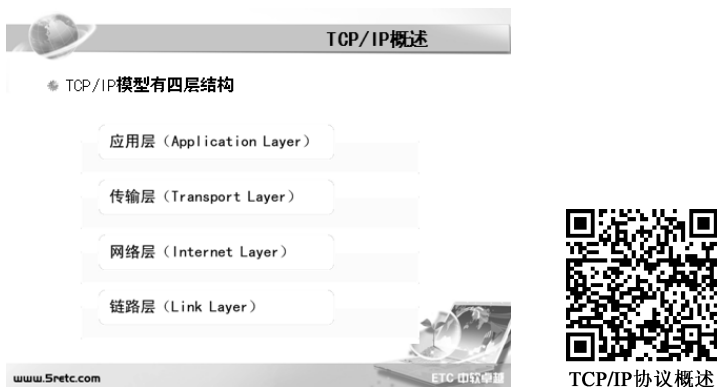 TCP/IP概述
TCP/IP模型有四层结构
应用层（Application Layer）
传输层（Transport Layer）
网络层（Internet Layer）
链路层（Link Layer）
www.5retc.com
ETC 中软卓越
TCP/IP协议概述